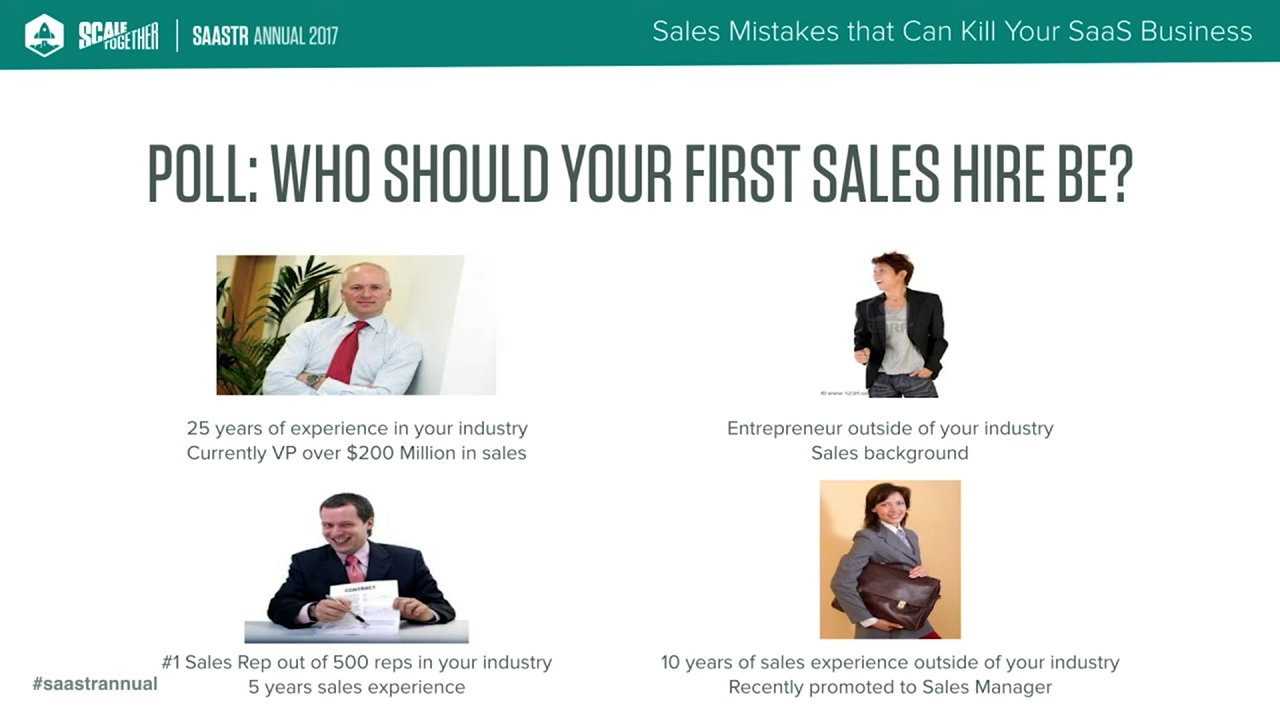 SCALE TOGETHER
SAASTR ANNUAL 2017
Sales Mistakes that Can Kill Your SaaS Business
POLL: WHO SHOULD YOUR FIRST SALES HIRE BE?
25 years of experience in your industry
Currently VP over $200 Million in sales
Entrepreneur outside of your industry
Sales background
CONTRACT
#1 Sales Rep out of 500 reps in your industry
5 years sales experience
10 years of sales experience outside of your industry
Recently promoted to Sales Manager
#saastrannual